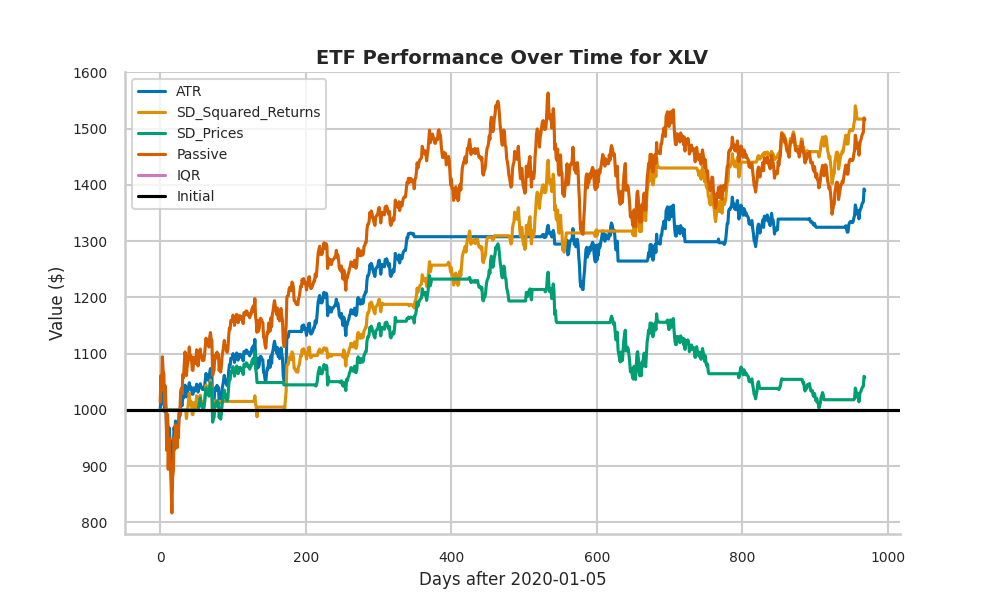 ETF Performance Over Time for XLV
1600
1500
1400
1300
1200
1100
1000
900
800
Value ($)
ATR
SD_Squared_Returns
SD_Prices
Passive
IQR
Initial
0 200 400 600 800 1000
Days after 2020-01-05